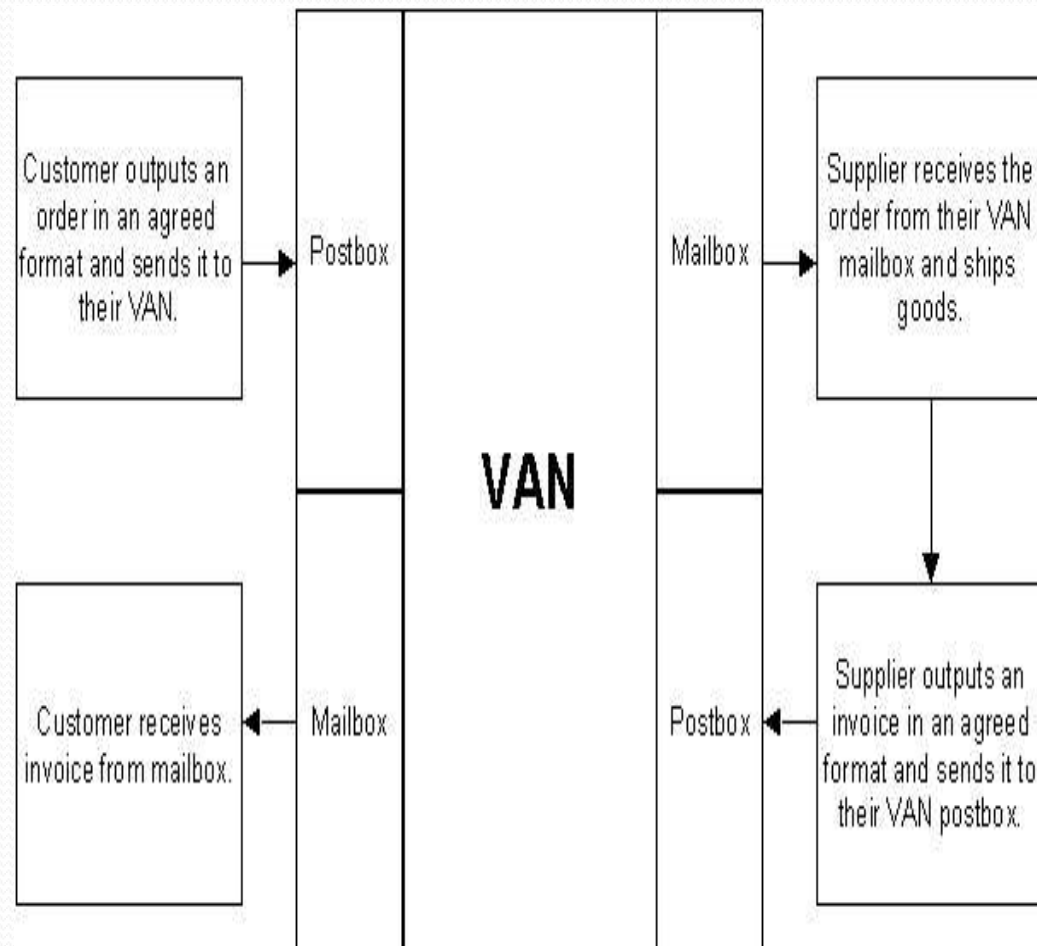 Customer outputs an
order in an agreed
format and sends it to
their VAN.
Postbox
VAN
Mailbox
Supplier receives the
order from their VAN
mailbox and ships
goods.
Customer receives
invoice from mailbox.
Mailbox
Postbox
Supplier outputs an
invoice in an agreed
format and sends it to
their VAN postbox.